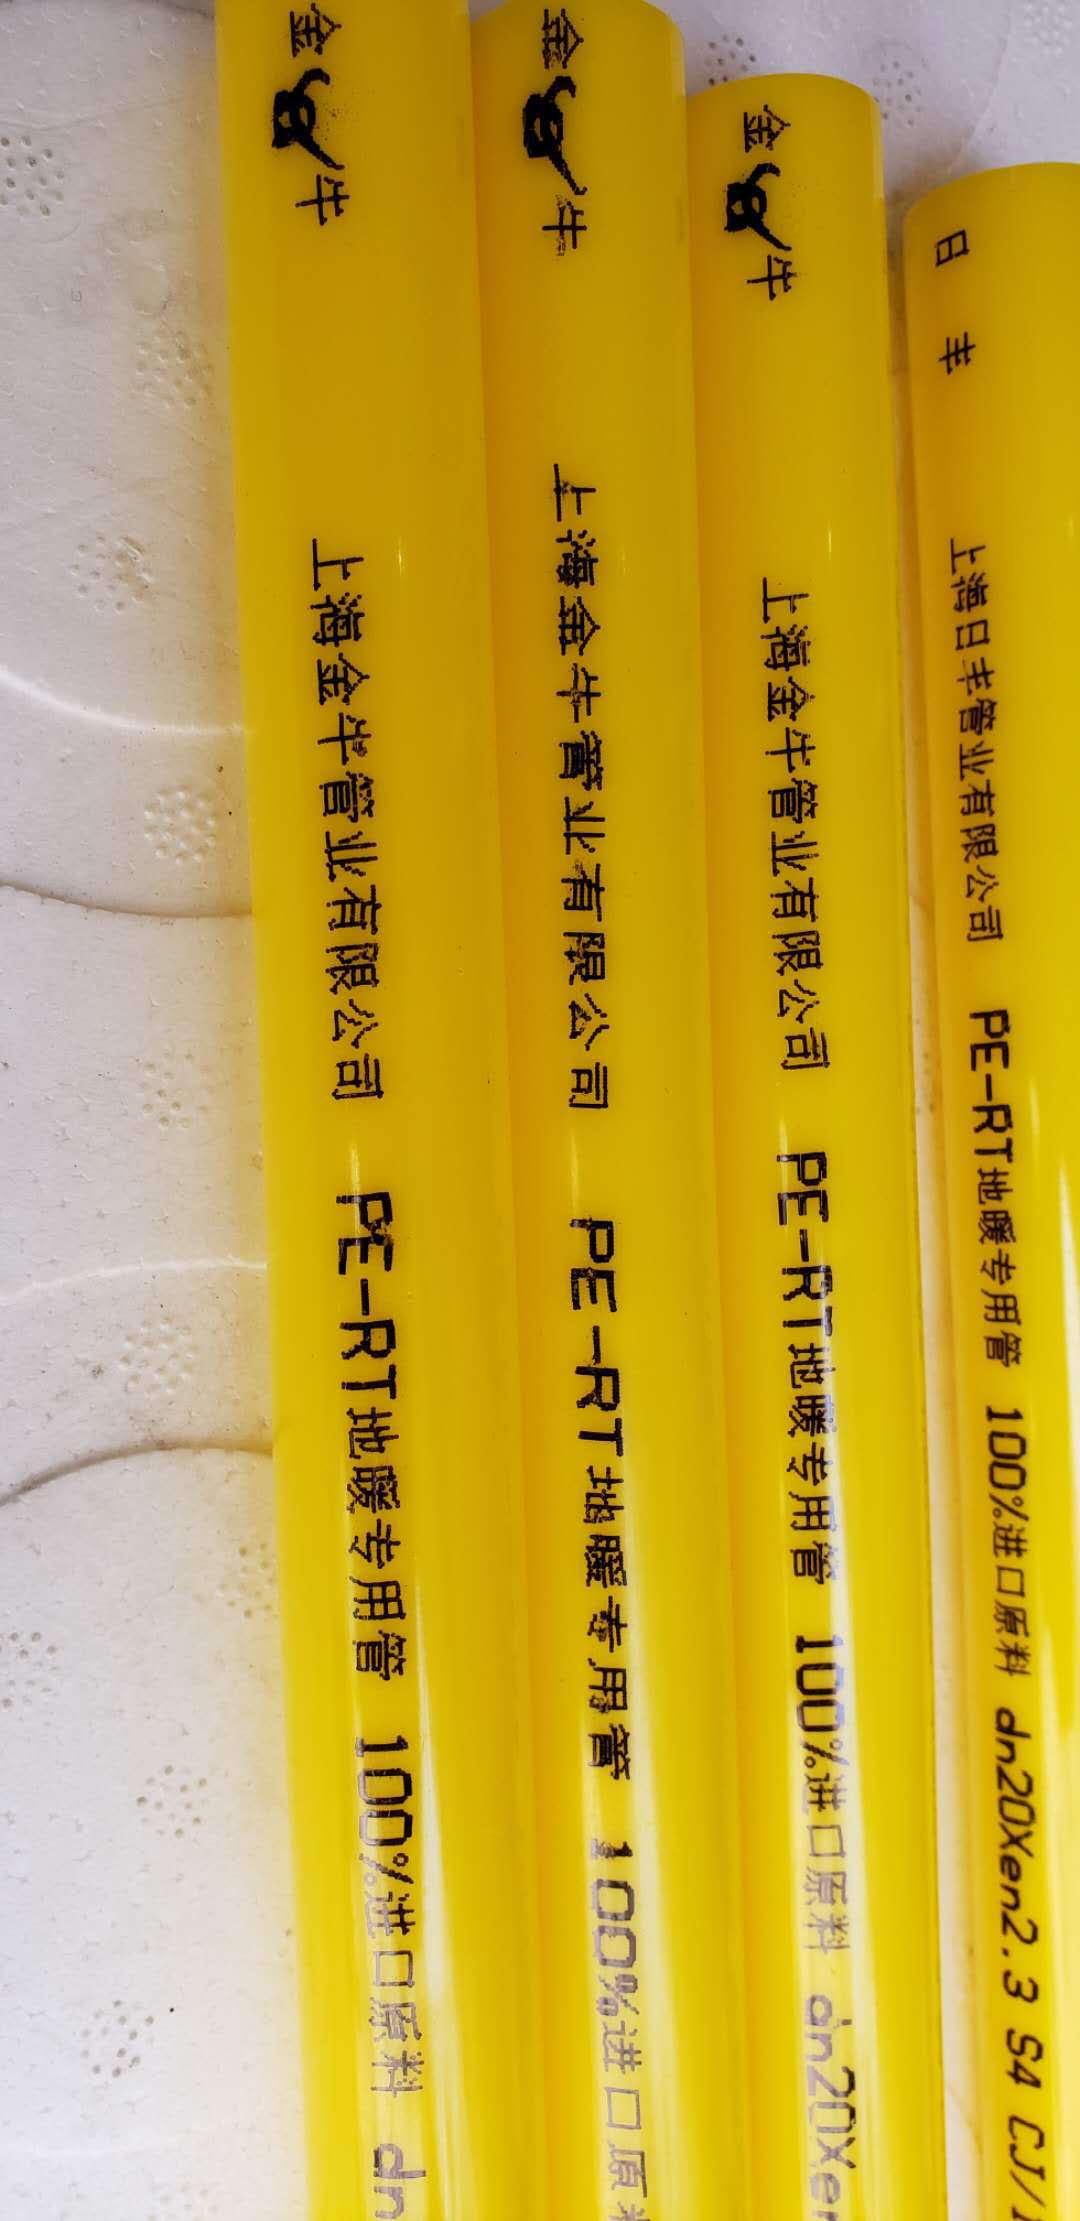 金牛 上海金牛管业有限公司 PE-RT地暖专用管 100%进口原料 dn
金牛 上海金牛管业有限公司 PE-RT地暖专用管 100%进口原
金牛 上海金牛管业有限公司 PE-RT地暖专用管 100%进口原料 dn20Xen
日丰 上海日丰管业有限公司 PE-RT地暖专用管 100%进口原料 dn20Xen2.3 S4 CJ/